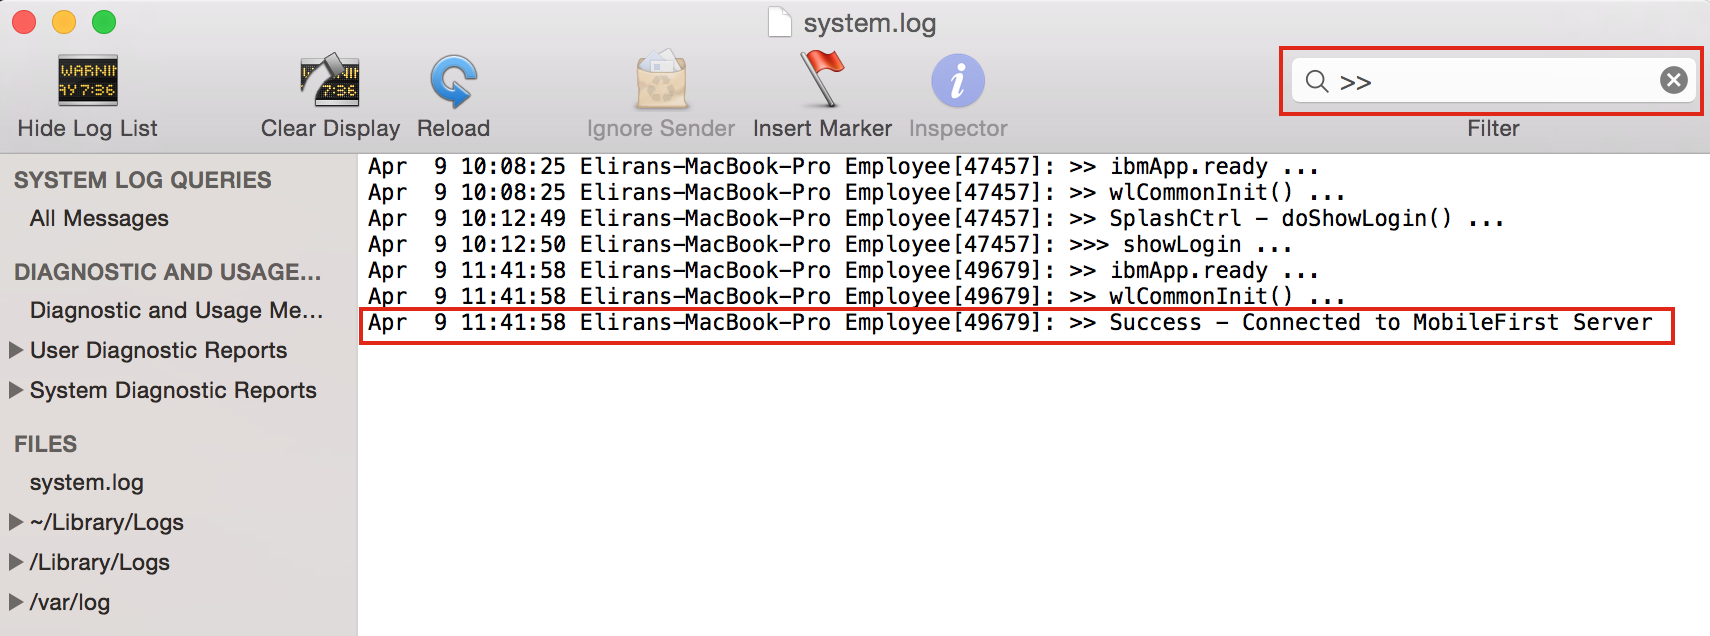 system.log
WARNIN
AY 7:36
7:36
>>
Hide Log List
Clear Display
Reload
Ignore Sender
Insert Marker
Inspector
Filter
SYSTEM LOG QUERIES
All Messages
DIAGNOSTIC AND USAGE...
Diagnostic and Usage Me...
User Diagnostic Reports
System Diagnostic Reports
FILES
system.log
~/Library/Logs
/Library/Logs
/var/log
Apr  9 10:08:25 Elirans-MacBook-Pro Employee[47457]: >> ibmApp.ready ...
Apr  9 10:08:25 Elirans-MacBook-Pro Employee[47457]: >> wlCommonInit() ...
Apr  9 10:12:49 Elirans-MacBook-Pro Employee[47457]: >> SplashCtrl - doShowLogin() ...
Apr  9 10:12:50 Elirans-MacBook-Pro Employee[47457]: >>> showLogin ...
Apr  9 11:41:58 Elirans-MacBook-Pro Employee[49679]: >> ibmApp.ready ...
Apr  9 11:41:58 Elirans-MacBook-Pro Employee[49679]: >> wlCommonInit() ...
Apr  9 11:41:58 Elirans-MacBook-Pro Employee[49679]: >> Success - Connected to MobileFirst Server